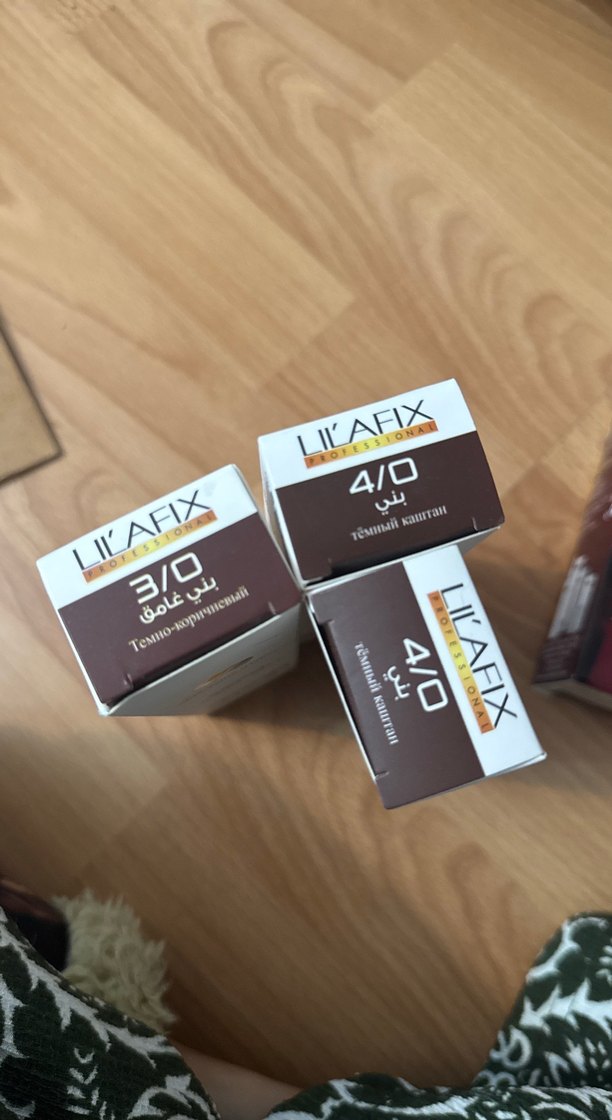 LIL'AFIX
PROFESSIONAL
3/0
بني غامق
Темно-коричневый
LIL'AFIX
PROFESSIONAL
4/0
بني
тёмный каштан
LIL'AFIX
PROFESSIONAL
4/0
بني
тёмный каштан